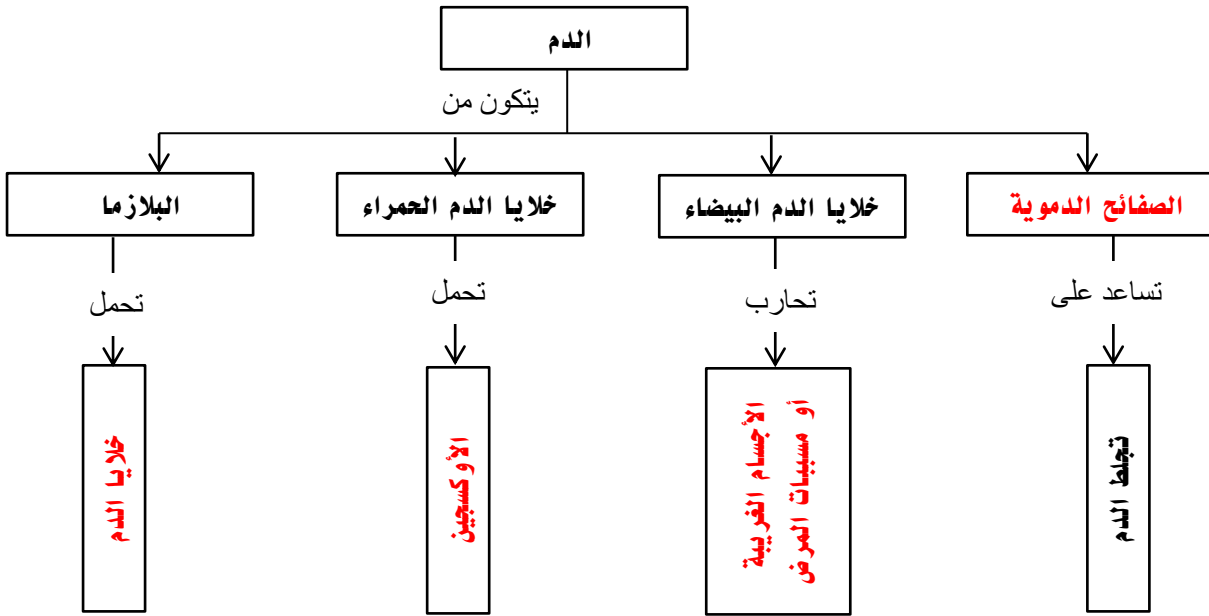 الدم
يتكون من
الصفائح الدموية
خلايا الدم البيضاء
خلايا الدم الحمراء
البلازما
تساعد على
تحارب
تحمل
تحمل
تجلط الدم
الأجسام الغريبة
أو مسببات المرض
الأوكسجين
خلايا الدم